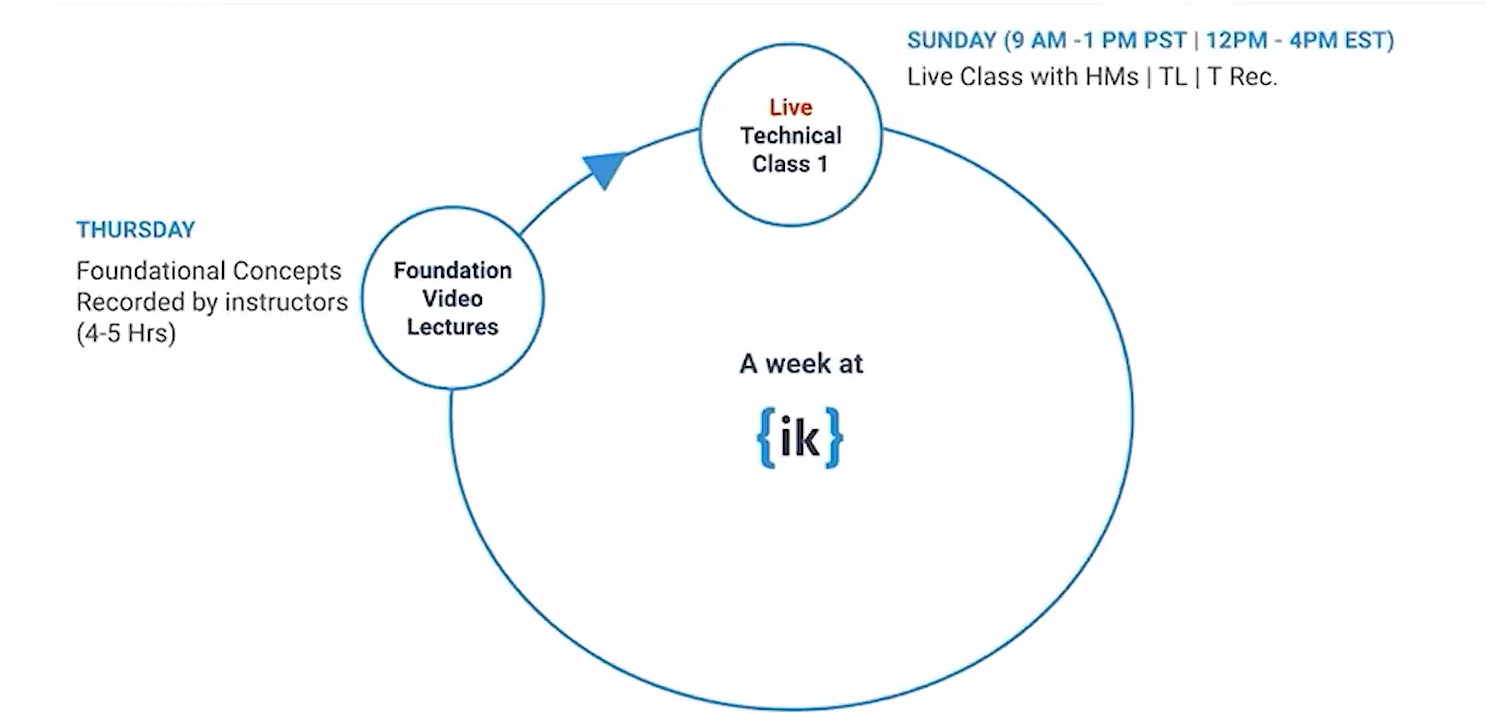 SUNDAY (9 AM -1 PM PST | 12PM - 4PM EST)
Live Class with HMs | TL | T Rec.
Live
Technical
Class 1
THURSDAY
Foundational Concepts
Recorded by instructors
(4-5 Hrs)
Foundation
Video
Lectures
A week at
{ik}